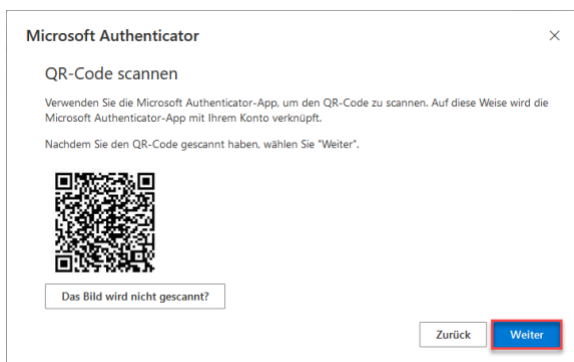 Microsoft Authenticator
QR-Code scannen
Verwenden Sie die Microsoft Authenticator-App, um den QR-Code zu scannen. Auf diese Weise wird die
Microsoft Authenticator-App mit Ihrem Konto verknüpft.
Nachdem Sie den QR-Code gescannt haben, wählen Sie "Weiter".
Das Bild wird nicht gescannt?
Zurück Weiter